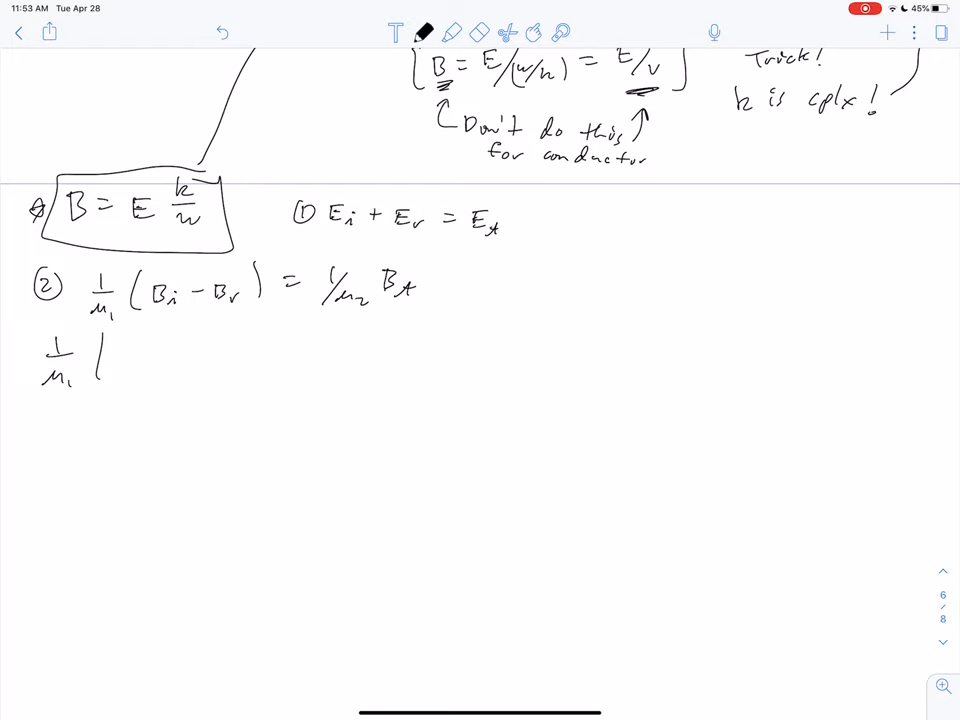 11:53 AM Tue Apr 28
45%
T
[B = E/(w/k) = E/v]
Trick!
k is cplx!
Don't do this
for conductor
B = E k/w
① Ei + Er = Et
② 1/μ1 (Bi - Br) = 1/μ2 Bt
1/μ1 (
6
/
8